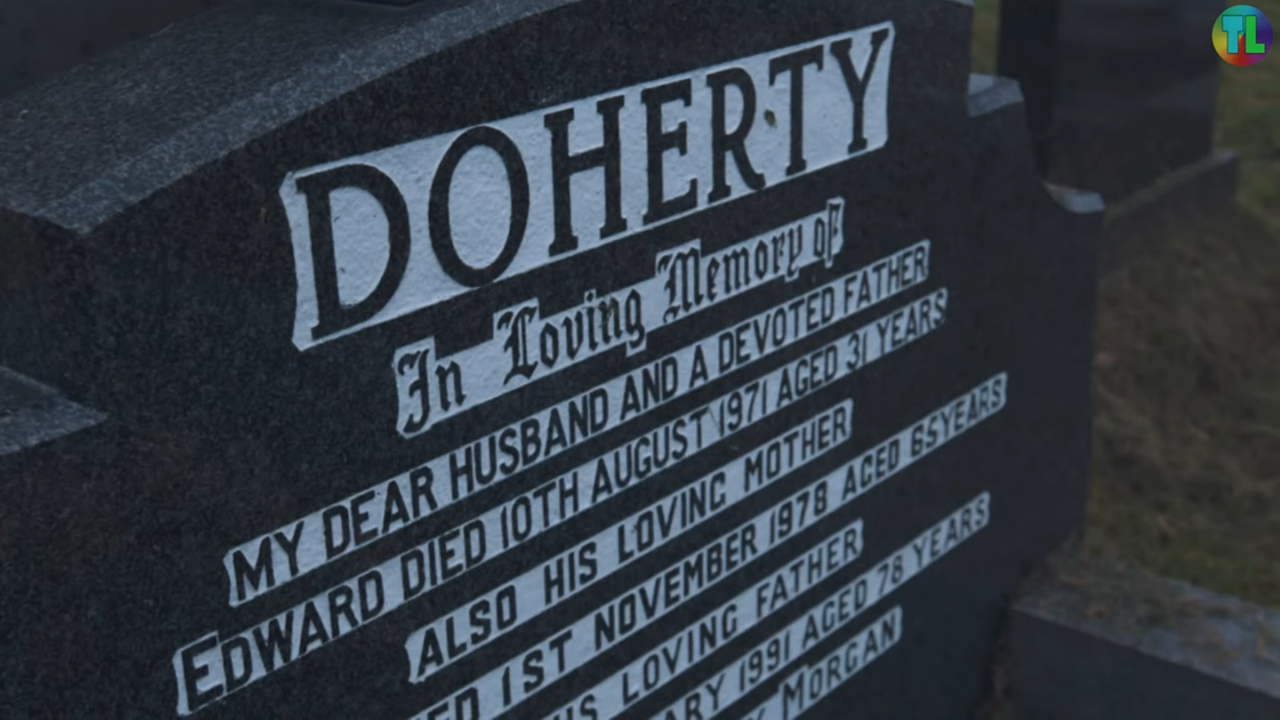 TL
DOHERTY
In Loving Memory of
MY DEAR HUSBAND AND A DEVOTED FATHER
EDWARD DIED 10TH AUGUST 1971 AGED 31 YEARS
ALSO HIS LOVING MOTHER
1ST NOVEMBER 1978 AGED 65 YEARS
LOVING FATHER
1991 AGED 78 YEARS
MORGAN